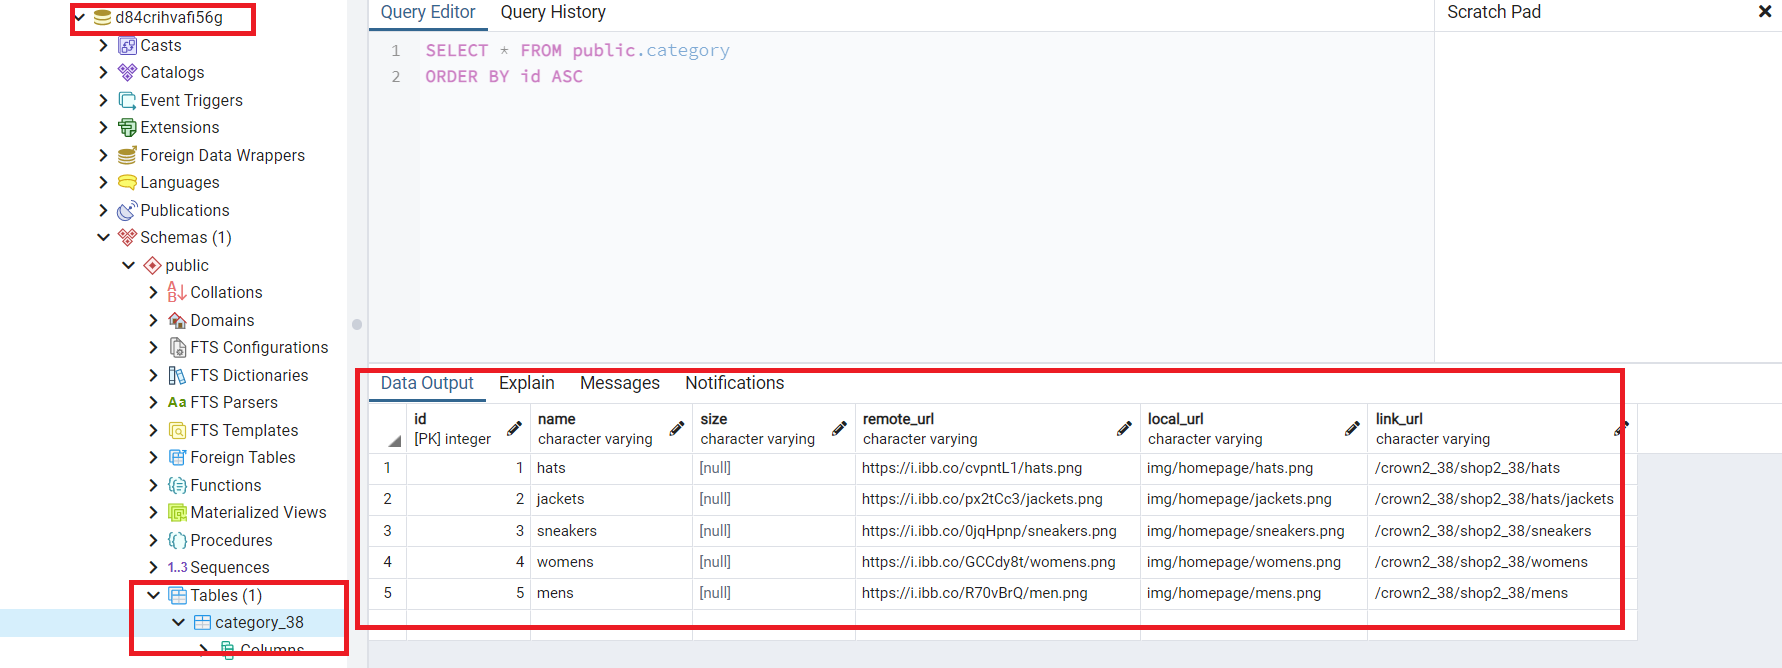 d84crihvafi56g
Casts
Catalogs
Event Triggers
Extensions
Foreign Data Wrappers
Languages
Publications
Schemas (1)
public
Collations
Domains
FTS Configurations
FTS Dictionaries
Aa FTS Parsers
FTS Templates
Foreign Tables
Functions
Materialized Views
Procedures
1..3 Sequences
Tables (1)
category_38
Columns
Query Editor Query History
1 SELECT * FROM public.category
2 ORDER BY id ASC
Scratch Pad
Data Output Explain Messages Notifications
id name size remote_url local_url link_url
[PK] integer character varying character varying character varying character varying character varying
1 1 hats [null] https://i.ibb.co/cvpntL1/hats.png img/homepage/hats.png /crown2_38/shop2_38/hats
2 2 jackets [null] https://i.ibb.co/px2tCc3/jackets.png img/homepage/jackets.png /crown2_38/shop2_38/hats/jackets
3 3 sneakers [null] https://i.ibb.co/0jqHpnp/sneakers.png img/homepage/sneakers.png /crown2_38/shop2_38/sneakers
4 4 womens [null] https://i.ibb.co/GCCdy8t/womens.png img/homepage/womens.png /crown2_38/shop2_38/womens
5 5 mens [null] https://i.ibb.co/R70vBrQ/men.png img/homepage/mens.png /crown2_38/shop2_38/mens